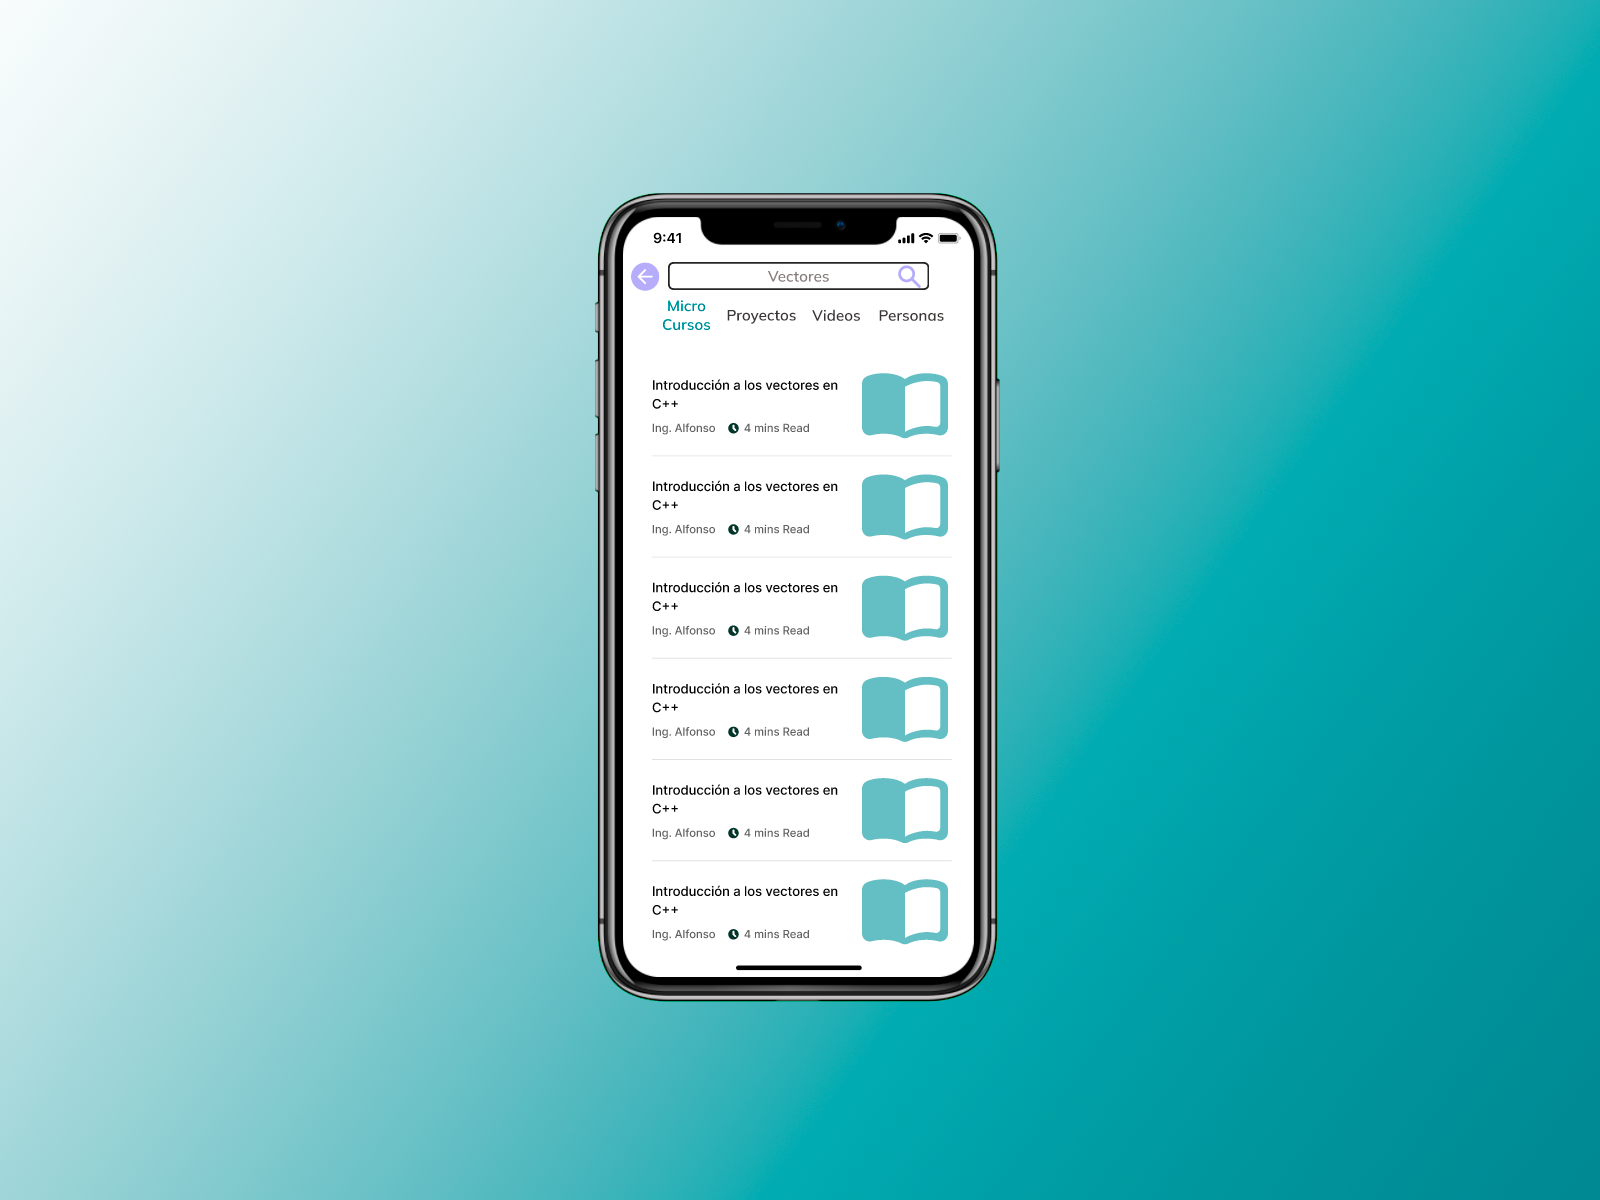 9:41
Vectores
Micro
Cursos
Proyectos
Videos
Personas
Introducción a los vectores en
C++
Ing. Alfonso 4 mins Read
Introducción a los vectores en
C++
Ing. Alfonso 4 mins Read
Introducción a los vectores en
C++
Ing. Alfonso 4 mins Read
Introducción a los vectores en
C++
Ing. Alfonso 4 mins Read
Introducción a los vectores en
C++
Ing. Alfonso 4 mins Read
Introducción a los vectores en
C++
Ing. Alfonso 4 mins Read